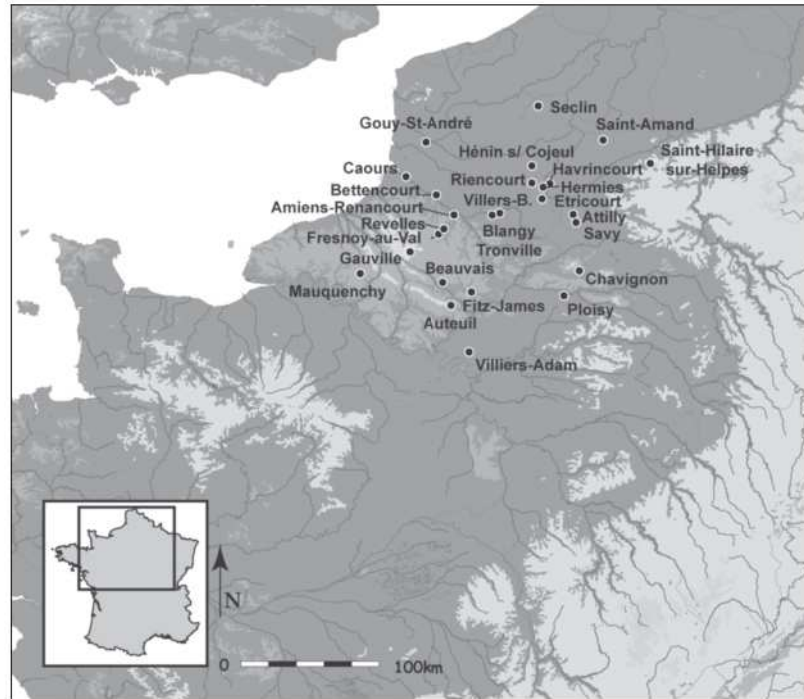 Seclin
Gouy-St-André
Saint-Amand
Hénin s/ Cojeul
Saint-Hilaire
sur-Helpes
Caours
Riencourt
Havrincourt
Hermies
Bettencourt
Villers-B.
Etricourt
Amiens-Renancourt
Attilly
Revelles
Blangy
Savy
Fresnoy-au-Val
Tronville
Gauville
Beauvais
Chavignon
Mauquenchy
Fitz-James
Ploisy
Auteuil
Villiers-Adam
N
0 100km